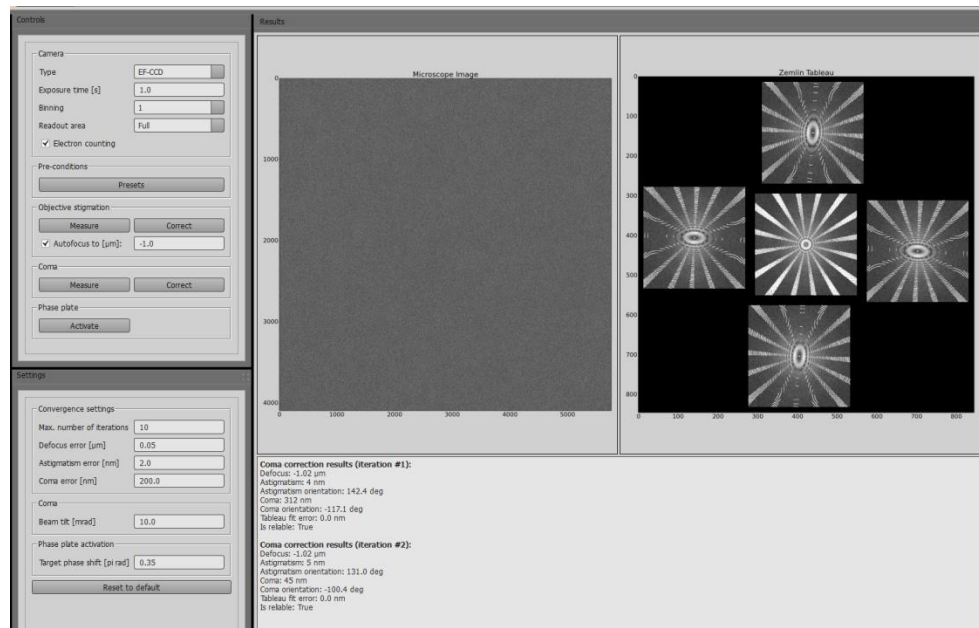 Controls
Camera
Type EF-CCD
Exposure time [s] 1.0
Binning 1
Readout area Full
Electron counting
Pre-conditions
Presets
Objective stigmation
Measure Correct
Autofocus to [µm]: -1.0
Coma
Measure Correct
Phase plate
Activate
Settings
Convergence settings
Max. number of iterations 10
Defocus error [µm] 0.05
Astigmatism error [nm] 2.0
Coma error [nm] 200.0
Coma
Beam tilt [mrad] 10.0
Phase plate activation
Target phase shift [pi rad] 0.35
Reset to default
Results
Microscope Image
0
1000
2000
3000
4000
0 1000 2000 3000 4000 5000
Zemlin Tableau
0
100
200
300
400
500
600
700
800
0 100 200 300 400 500 600 700 800
Coma correction results (iteration #1):
Defocus: -1.02 µm
Astigmatism: 4 nm
Astigmatism orientation: 142.4 deg
Coma: 312 nm
Coma orientation: -117.1 deg
Tableau fit error: 0.0 nm
Is reliable: True
Coma correction results (iteration #2):
Defocus: -1.02 µm
Astigmatism: 5 nm
Astigmatism orientation: 131.0 deg
Coma: 45 nm
Coma orientation: -100.4 deg
Tableau fit error: 0.0 nm
Is reliable: True